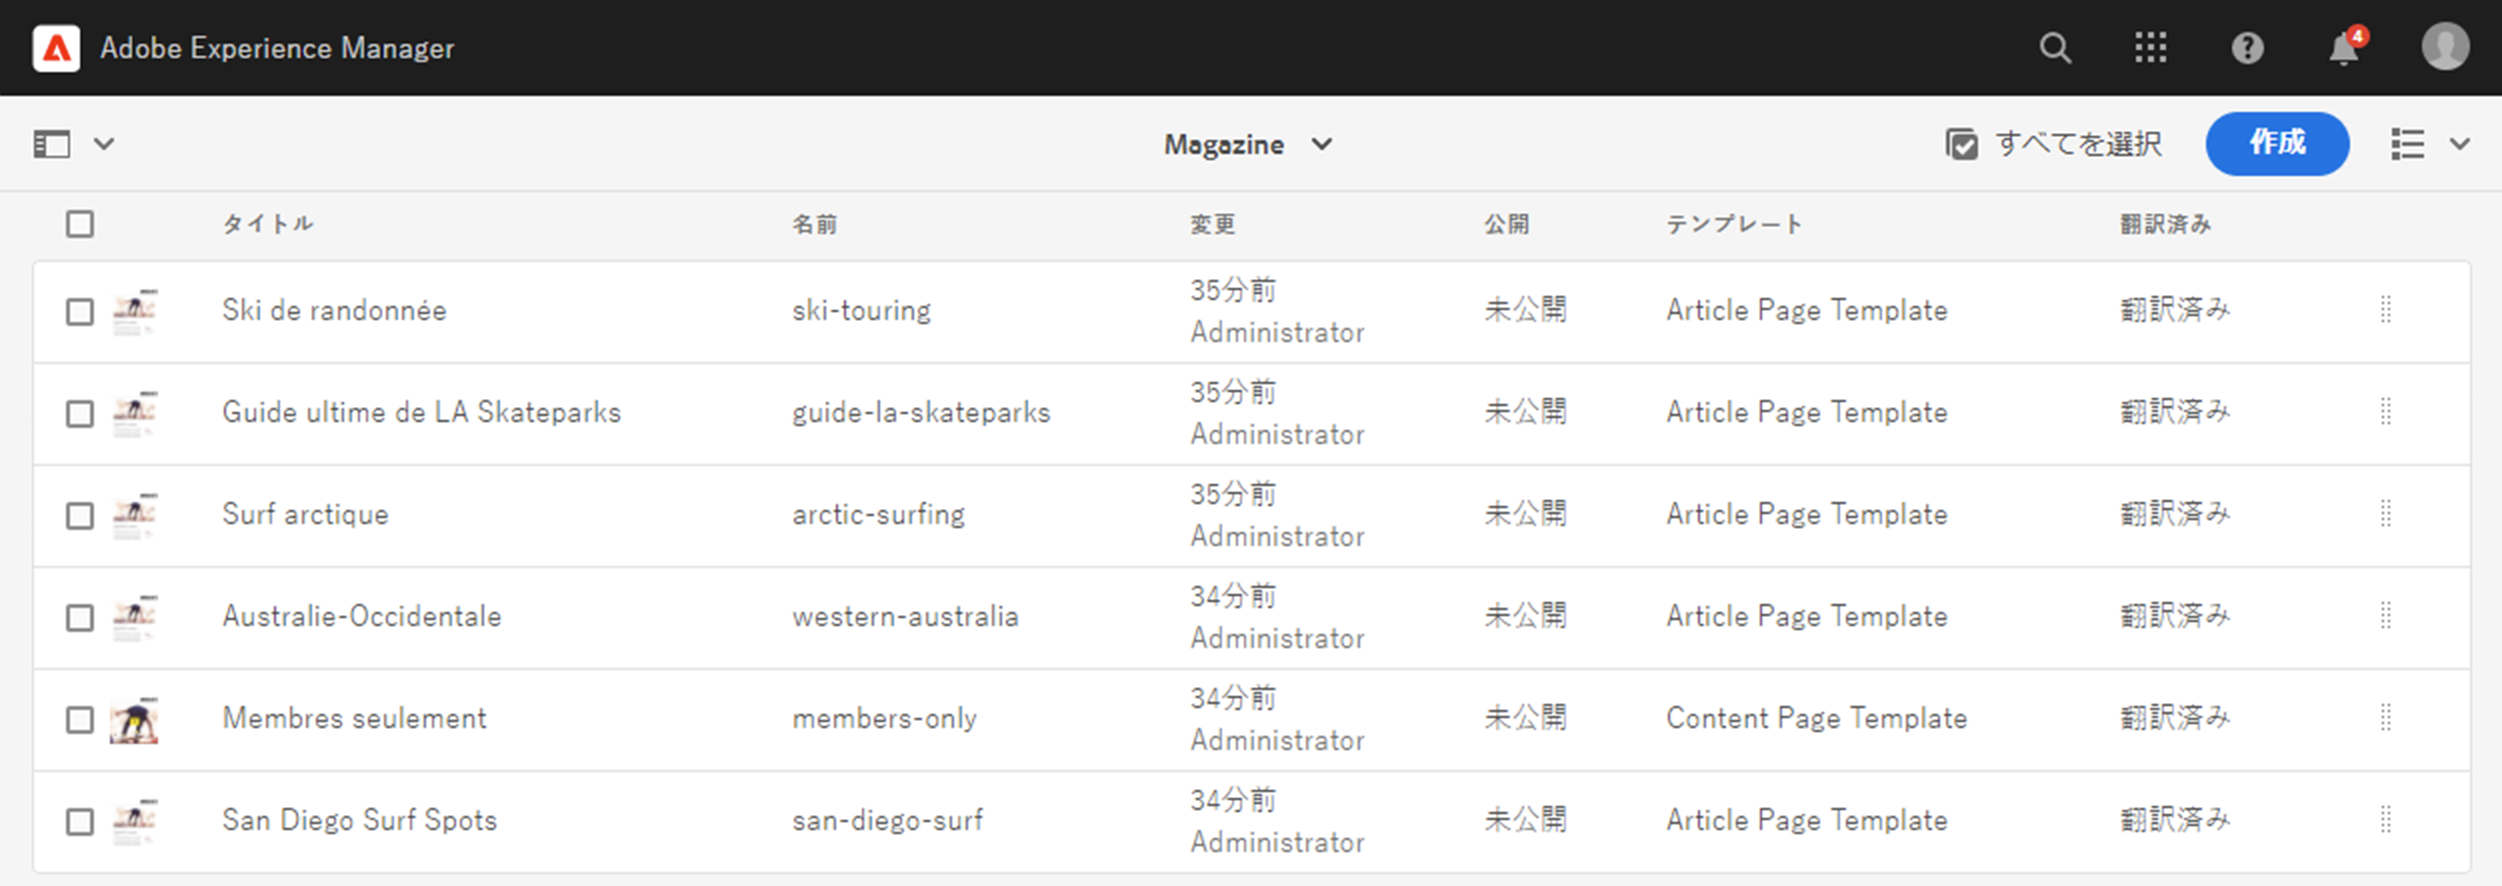 Adobe Experience Manager
4
Magazine
すべてを選択
作成
タイトル 名前 変更 公開 テンプレート 翻訳済み
Ski de randonnée ski-touring 35分前 未公開 Article Page Template 翻訳済み
Administrator
Guide ultime de LA Skateparks guide-la-skateparks 35分前 未公開 Article Page Template 翻訳済み
Administrator
Surf arctique arctic-surfing 35分前 未公開 Article Page Template 翻訳済み
Administrator
Australie-Occidentale western-australia 34分前 未公開 Article Page Template 翻訳済み
Administrator
Membres seulement members-only 34分前 未公開 Content Page Template 翻訳済み
Administrator
San Diego Surf Spots san-diego-surf 34分前 未公開 Article Page Template 翻訳済み
Administrator